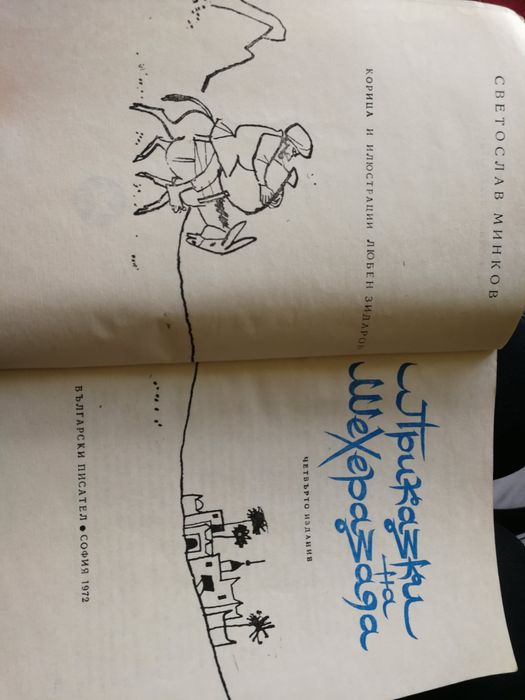 СВЕТОСЛАВ МИНКОВ
КОРИЦА И ИЛЮСТРАЦИИ ЛЮБЕН ЗИДАРОВ
Приказки
на
Шехеразада
ЧЕТВЪРТО ИЗДАНИЕ
БЪЛГАРСКИ ПИСАТЕЛ ● СОФИЯ 1972